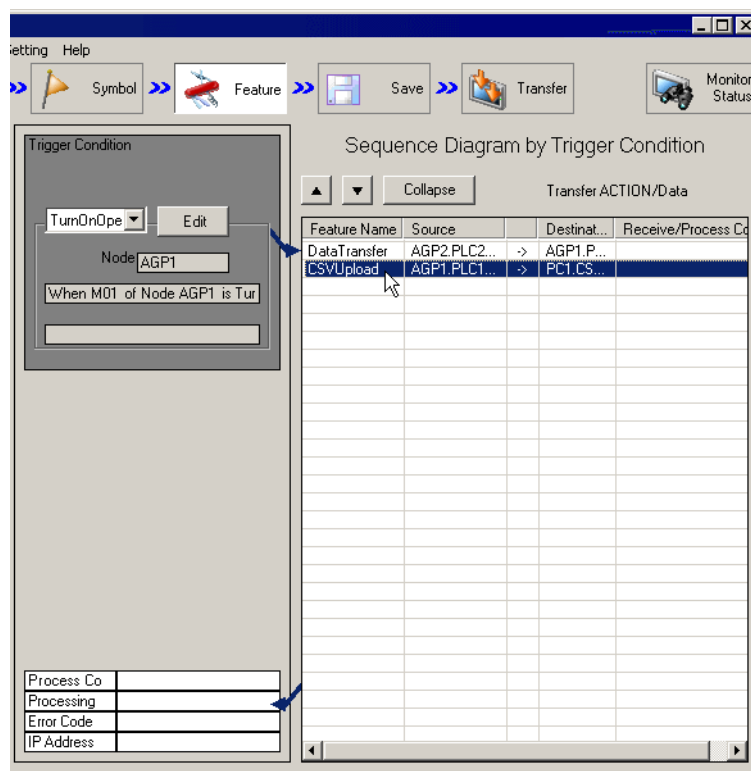 Setting Help
Symbol Feature Save Transfer Monitor Status
Trigger Condition
TurnOnOpe Edit
Node AGP1
When M01 of Node AGP1 is Tur
Process Co
Processing
Error Code
IP Address
Sequence Diagram by Trigger Condition
Collapse Transfer ACTION/Data
Feature Name Source Destinat... Receive/Process Co
DataTransfer AGP2.PLC2... -> AGP1.P...
CSVUpload AGP1.PLC1... -> PC1.CS...